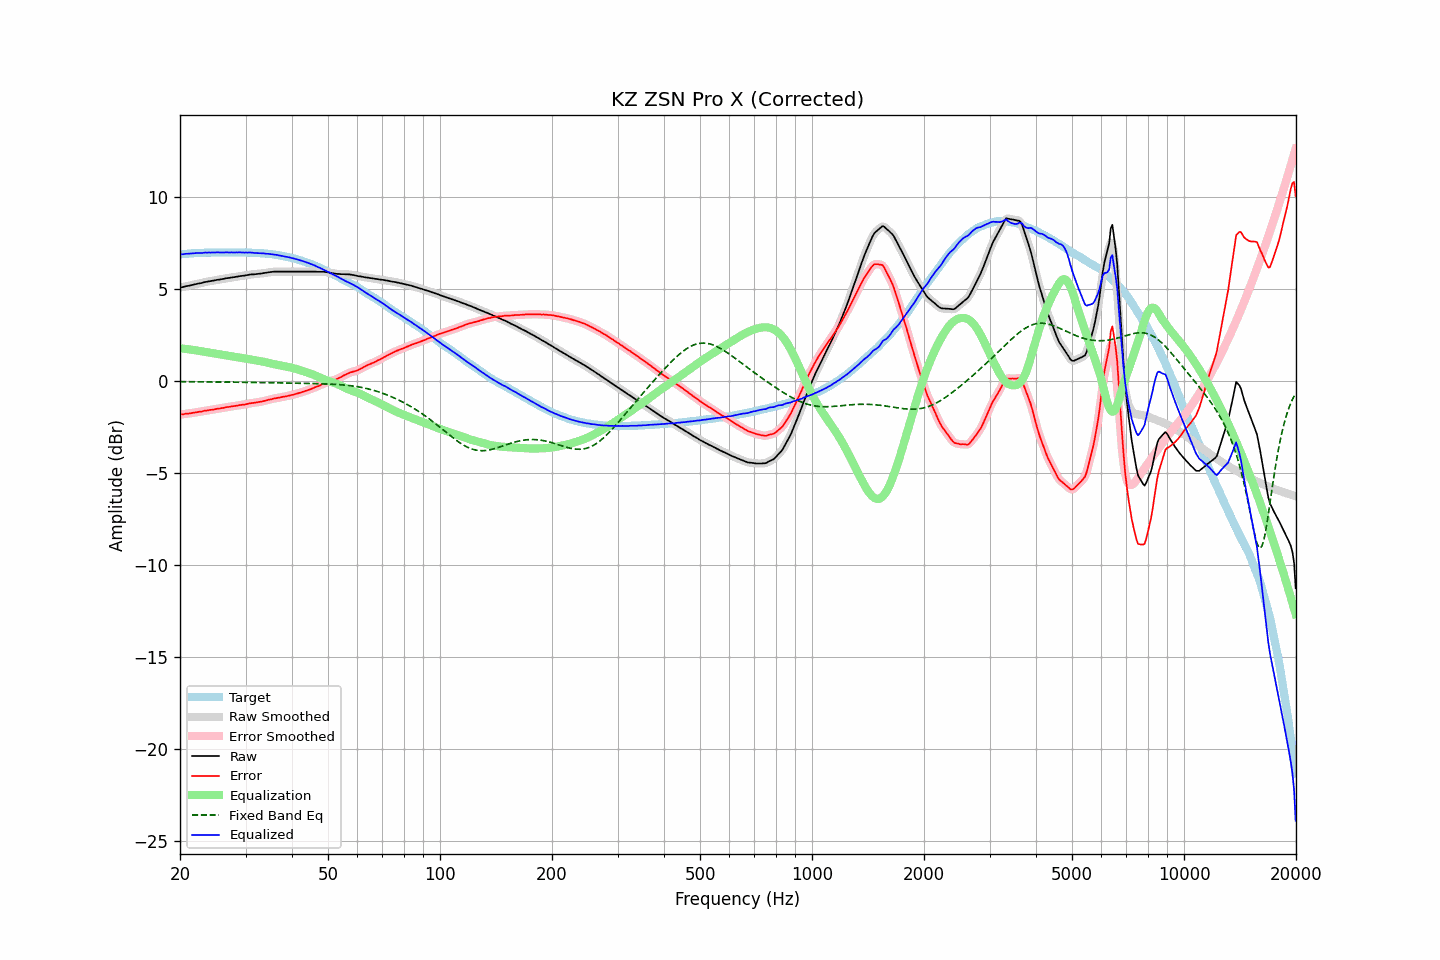 KZ ZSN Pro X (Corrected)
Amplitude (dBr)
10
5
0
−5
−10
−15
−20
−25
Target
Raw Smoothed
Error Smoothed
Raw
Error
Equalization
Fixed Band Eq
Equalized
20 50 100 200 500 1000 2000 5000 10000 20000
Frequency (Hz)